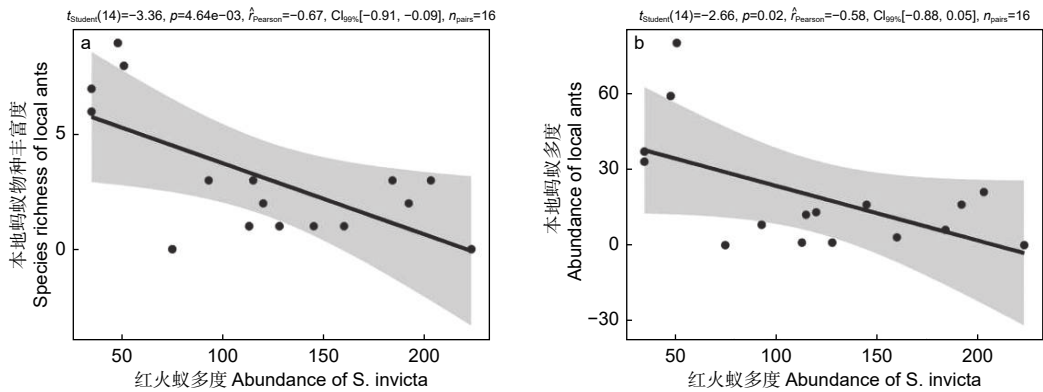 tStudent(14)=−3.36, p=4.64e−03, r̂Pearson=−0.67, CI99%[−0.91, −0.09], npairs=16
a
本地蚂蚁物种丰富度
Species richness of local ants
5
0
50 100 150 200
红火蚁多度 Abundance of S. invicta
tStudent(14)=−2.66, p=0.02, r̂Pearson=−0.58, CI99%[−0.88, 0.05], npairs=16
b
本地蚂蚁多度
Abundance of local ants
60
30
0
−30
50 100 150 200
红火蚁多度 Abundance of S. invicta